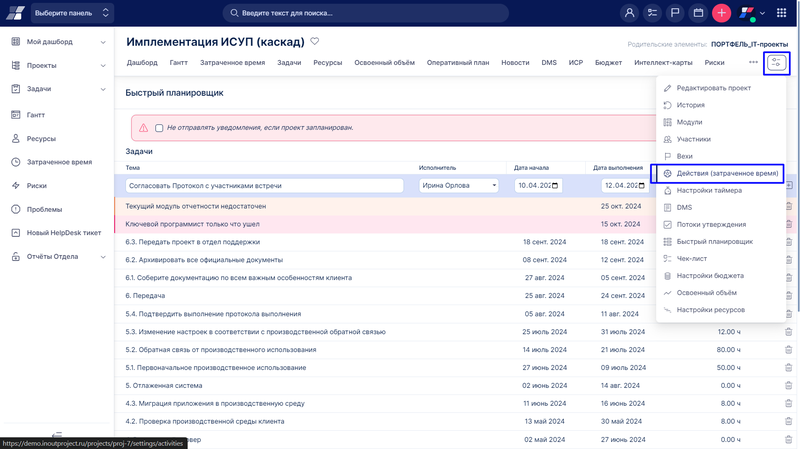 Выберите панель
Введите текст для поиска...
Мой дашборд
Проекты
Задачи
Гантт
Ресурсы
Затраченное время
Риски
Проблемы
Новый HelpDesk тикет
Отчёты Отдела
Имплементация ИСУП (каскад)
Родительские элементы: ПОРТФЕЛЬ_IT-проекты
Дашборд Гантт Затраченное время Задачи Ресурсы Освоенный объём Оперативный план Новости DMS ИСР Бюджет Интеллект-карты Риски
Быстрый планировщик
Не отправлять уведомления, если проект запланирован.
Задачи
Тема Исполнитель Дата начала Дата выполнения
Согласовать Протокол с участниками встречи Ирина Орлова 10.04.202 12.04.202
Текущий модуль отчетности недостаточен 25 окт. 2024
Ключевой программист только что ушел 15 окт. 2024
6.3. Передать проект в отдел поддержки 18 сент. 2024 18 сент. 2024
6.2. Архивировать все официальные документы 08 сент. 2024 12 сент. 2024
6.1. Соберите документацию по всем важным особенностям клиента 27 авг. 2024 05 сент. 2024
6. Передача 25 авг. 2024 24 сент. 2024
5.4. Подтвердить выполнение протокола выполнения 05 авг. 2024 11 авг. 2024
5.3. Изменение настроек в соответствии с производственной обратной связью 25 июль 2024 31 июль 2024 12.00 ч
5.2. Обратная связь от производственного использования 14 июль 2024 21 июль 2024 80.00 ч
5.1. Первоначальное производственное использование 27 июнь 2024 09 июль 2024 50.00 ч
5. Отлаженная система 02 июнь 2024 14 авг. 2024 0.00 ч
4.3. Миграция приложения в производственную среду 11 июнь 2024 16 июнь 2024 8.00 ч
4.2. Проверка производственной среды клиента 13 май 2024 30 май 2024 8.00 ч
02 май 2024 27 июнь 2024 0.00 ч
Редактировать проект
История
Модули
Участники
Вехи
Действия (затраченное время)
Настройки таймера
DMS
Потоки утверждения
Быстрый планировщик
Чек-лист
Настройки бюджета
Освоенный объём
Настройки ресурсов
https://demo.inoutproject.ru/projects/proj-7/settings/activities